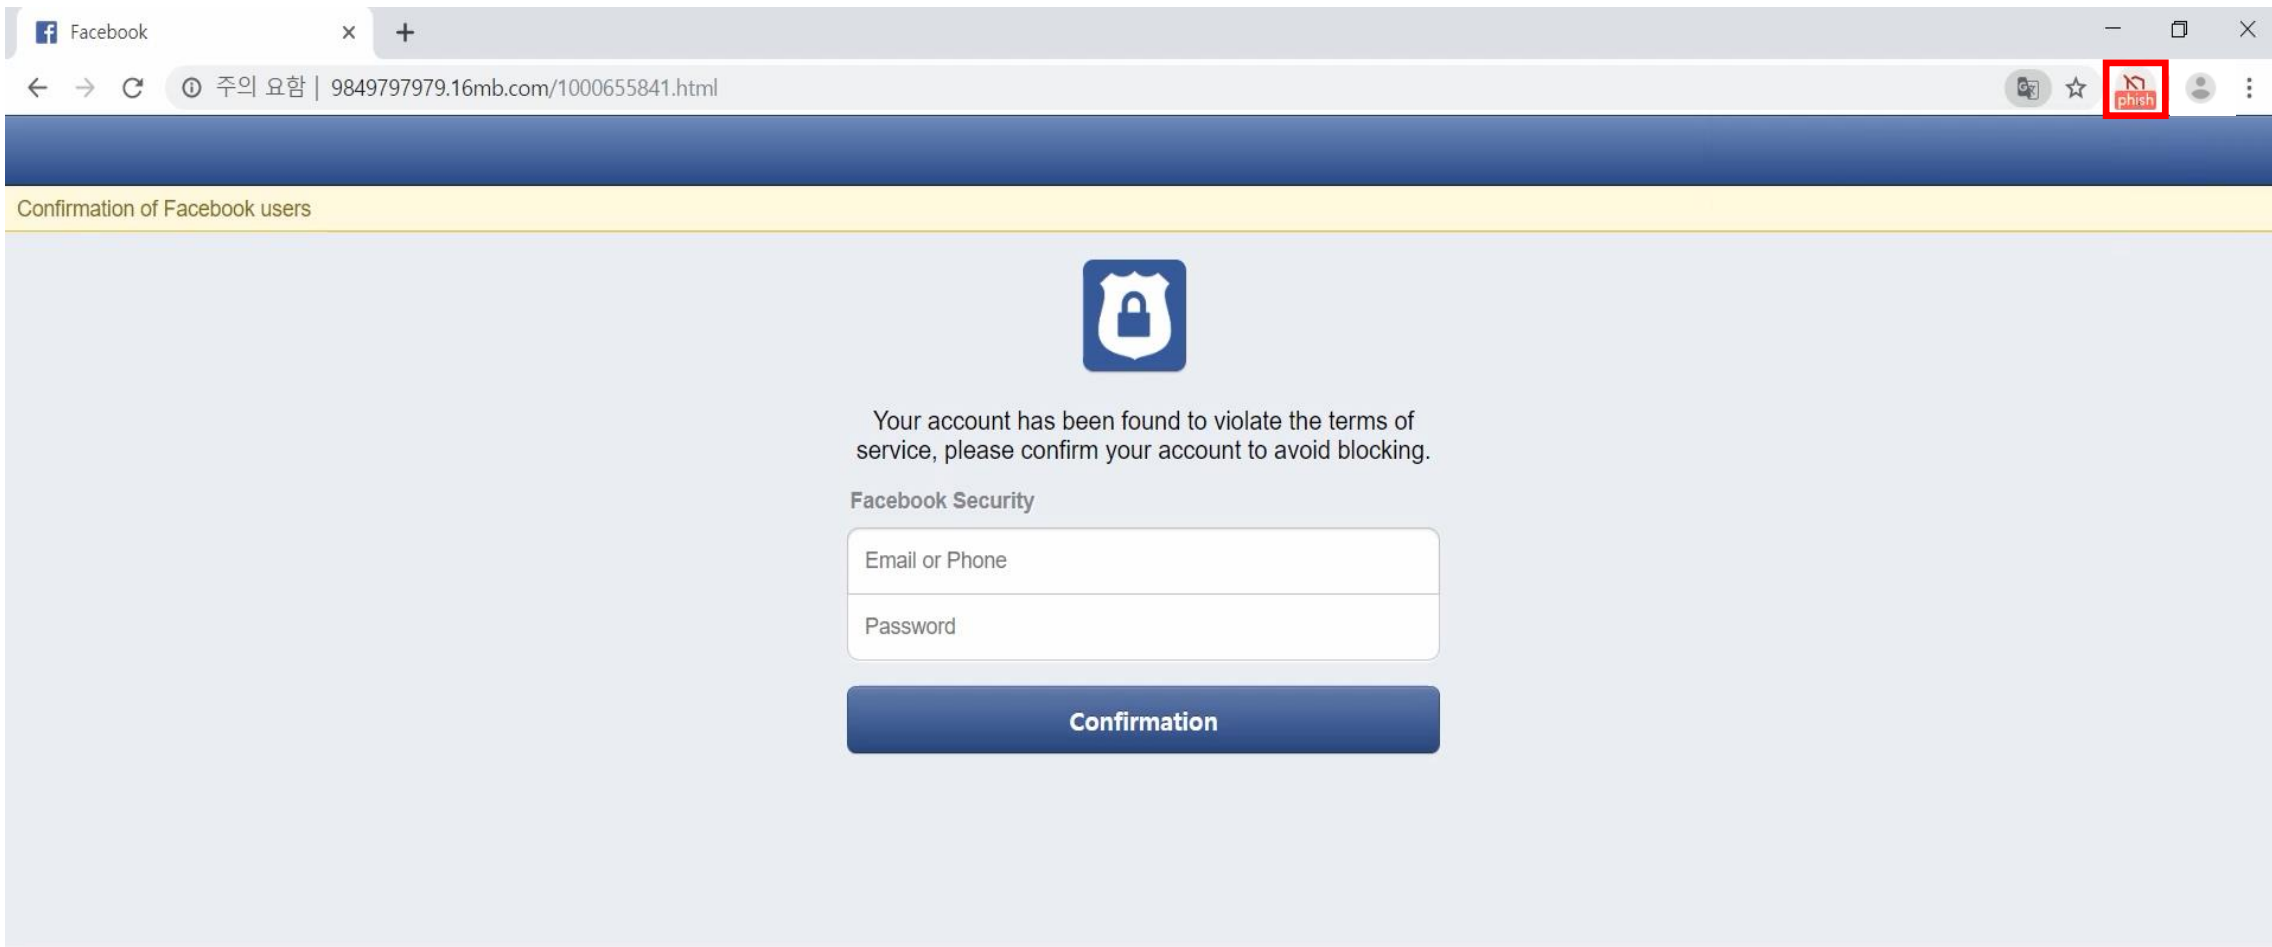 Facebook
주의 요함 | 9849797979.16mb.com/1000655841.html
phish
Confirmation of Facebook users
Your account has been found to violate the terms of
service, please confirm your account to avoid blocking.
Facebook Security
Email or Phone
Password
Confirmation